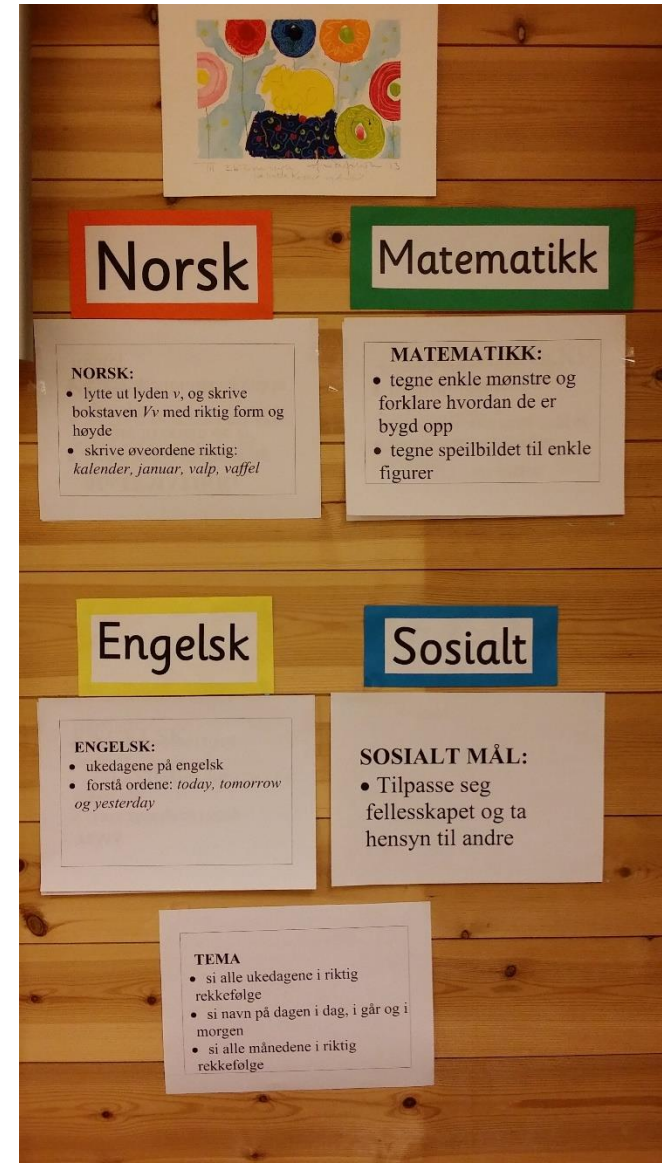 Norsk
NORSK:
• lytte ut lyden v, og skrive
bokstaven Vv med riktig form og
høyde
• skrive øveordene riktig:
kalender, januar, valp, vaffel
Matematikk
MATEMATIKK:
• tegne enkle mønstre og
forklare hvordan de er
bygd opp
• tegne speilbildet til enkle
figurer
Engelsk
ENGELSK:
• ukedagene på engelsk
• forstå ordene: today, tomorrow
og yesterday
Sosialt
SOSIALT MÅL:
• Tilpasse seg
fellesskapet og ta
hensyn til andre
TEMA
• si alle ukedagene i riktig
rekkefølge
• si navn på dagen i dag, i går og i
morgen
• si alle månedene i riktig
rekkefølge